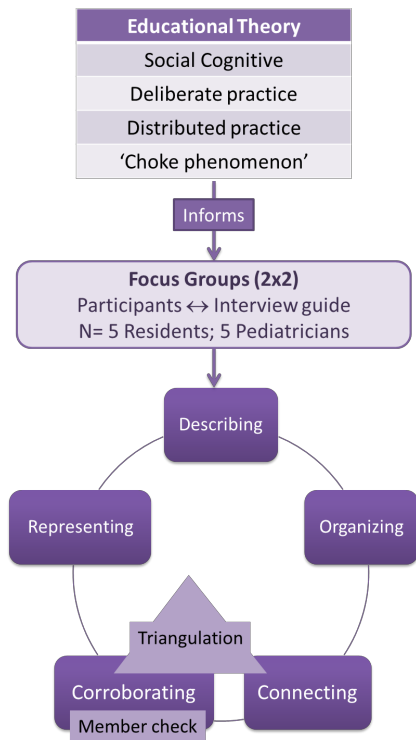 Educational Theory
Social Cognitive
Deliberate practice
Distributed practice
‘Choke phenomenon’
Informs
Focus Groups (2x2)
Participants ↔ Interview guide
N= 5 Residents; 5 Pediatricians
Describing
Representing
Organizing
Triangulation
Corroborating
Connecting
Member check